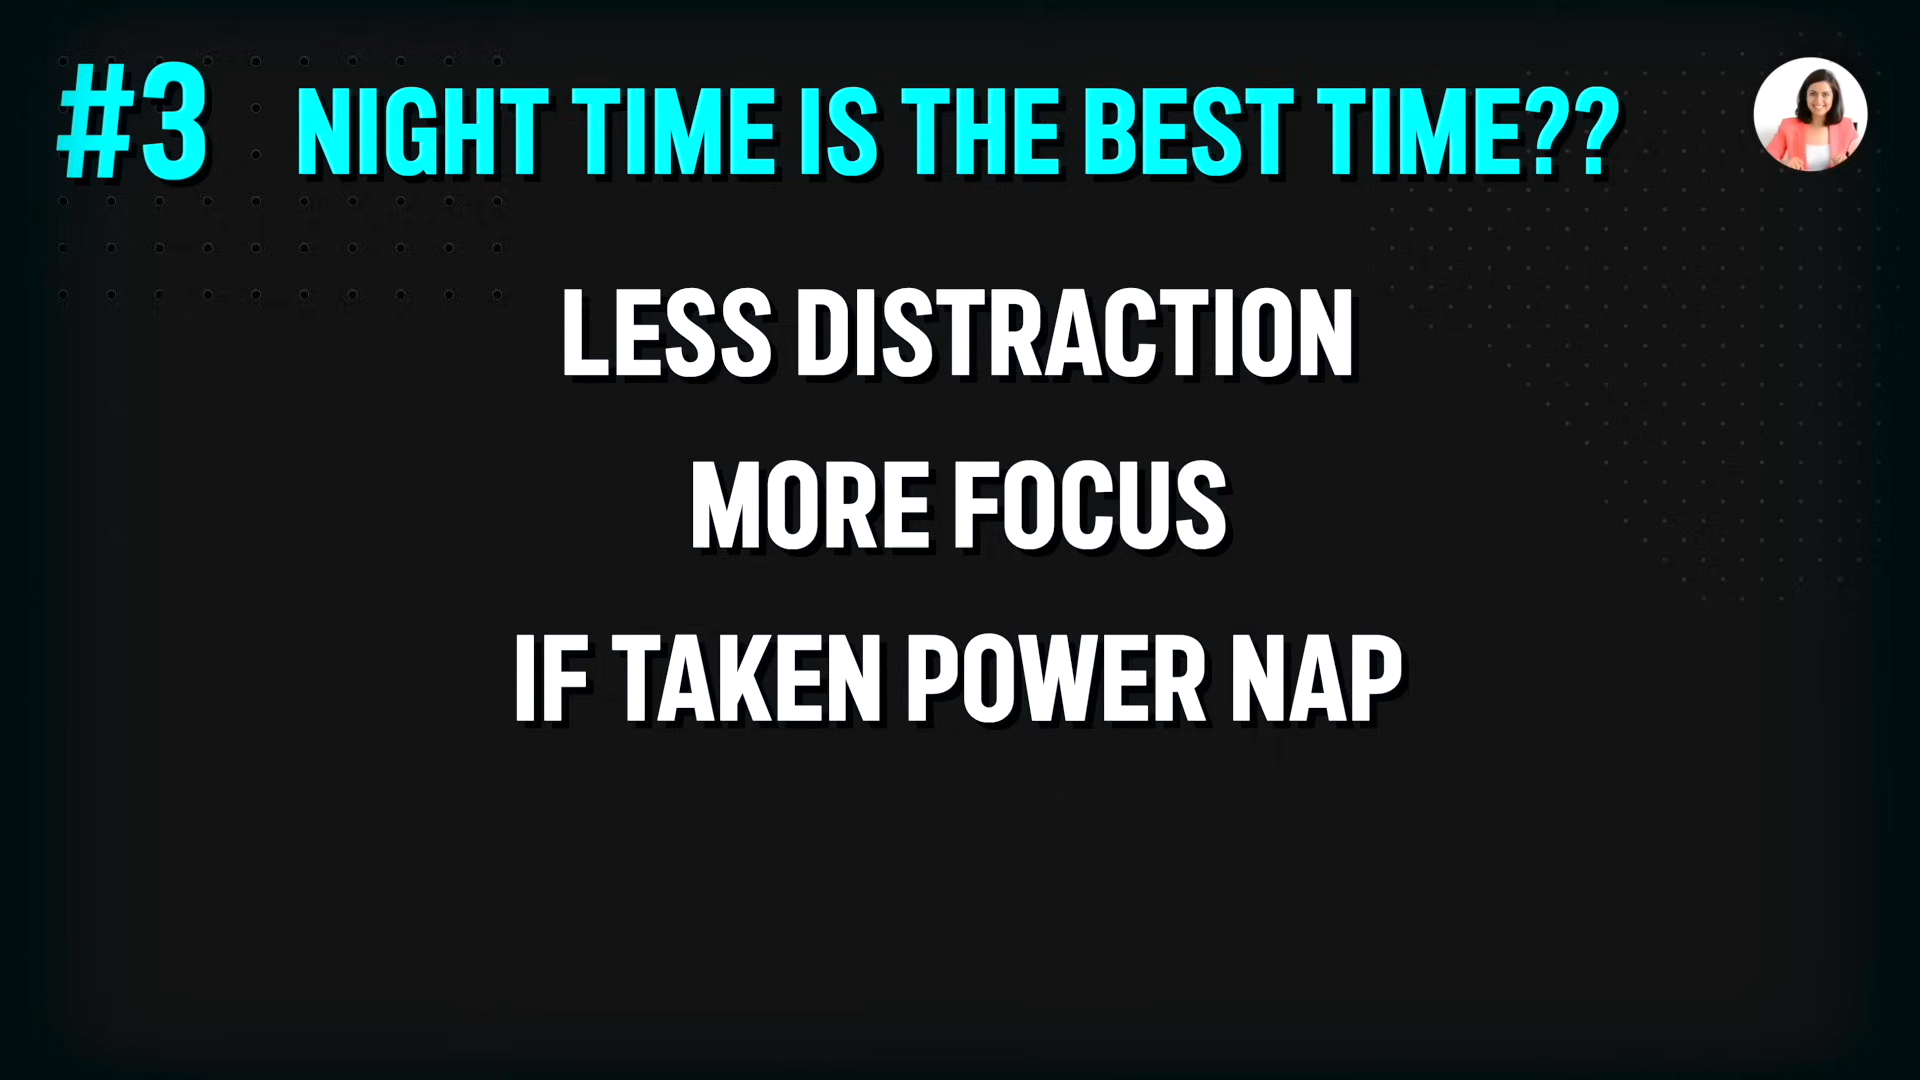 #3 NIGHT TIME IS THE BEST TIME??
LESS DISTRACTION
MORE FOCUS
IF TAKEN POWER NAP